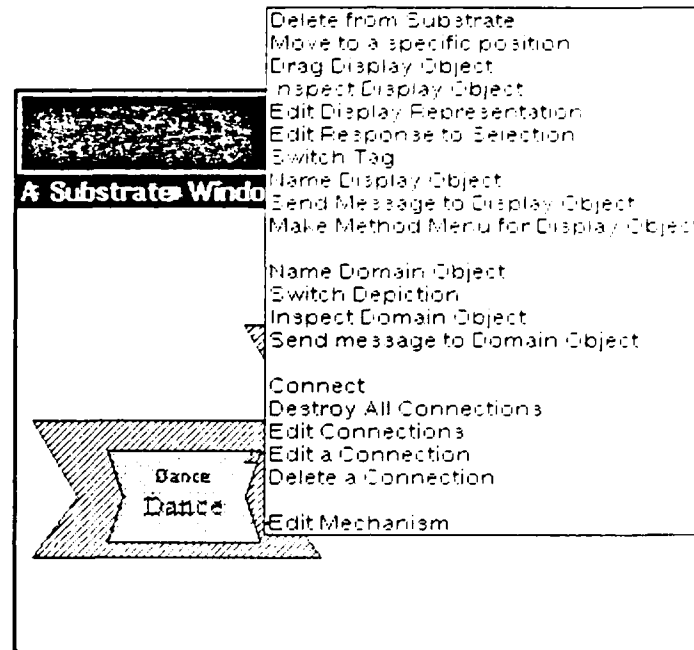 Delete from Substrate
Move to a specific position
Drag Display Object
Inspect Display Object
Edit Display Representation
Edit Response to Selection
Switch Tag
Name Display Object
Send Message to Display Object
Make Method Menu for Display Object
Name Domain Object
Switch Depiction
Inspect Domain Object
Send message to Domain Object
Connect
Destroy All Connections
Edit Connections
Edit a Connection
Delete a Connection
Edit Mechanism
A Substrate Windo
Dance
Dance